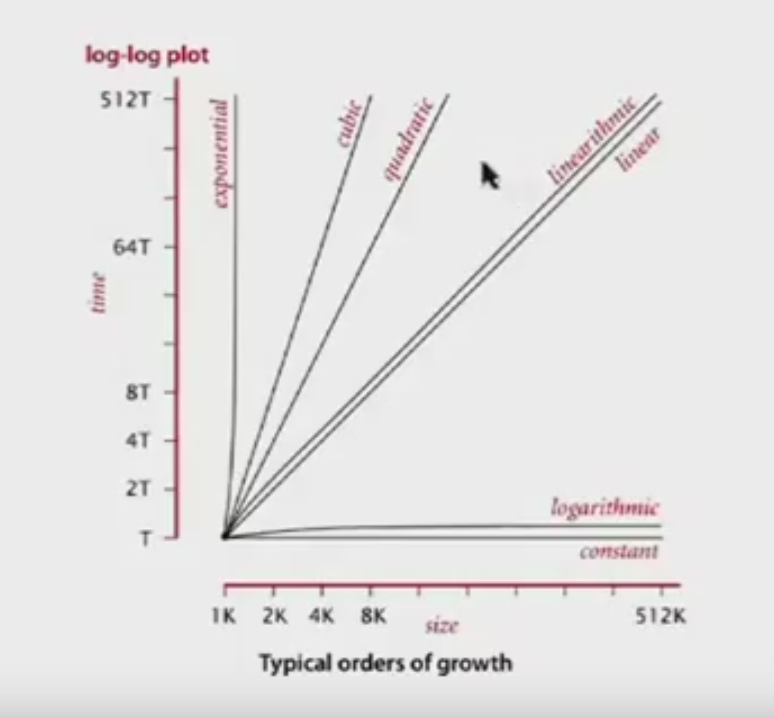 log-log plot
512T
64T
8T
4T
2T
T
time
exponential
cubic
quadratic
linearithmic
linear
logarithmic
constant
1K 2K 4K 8K 512K
size
Typical orders of growth